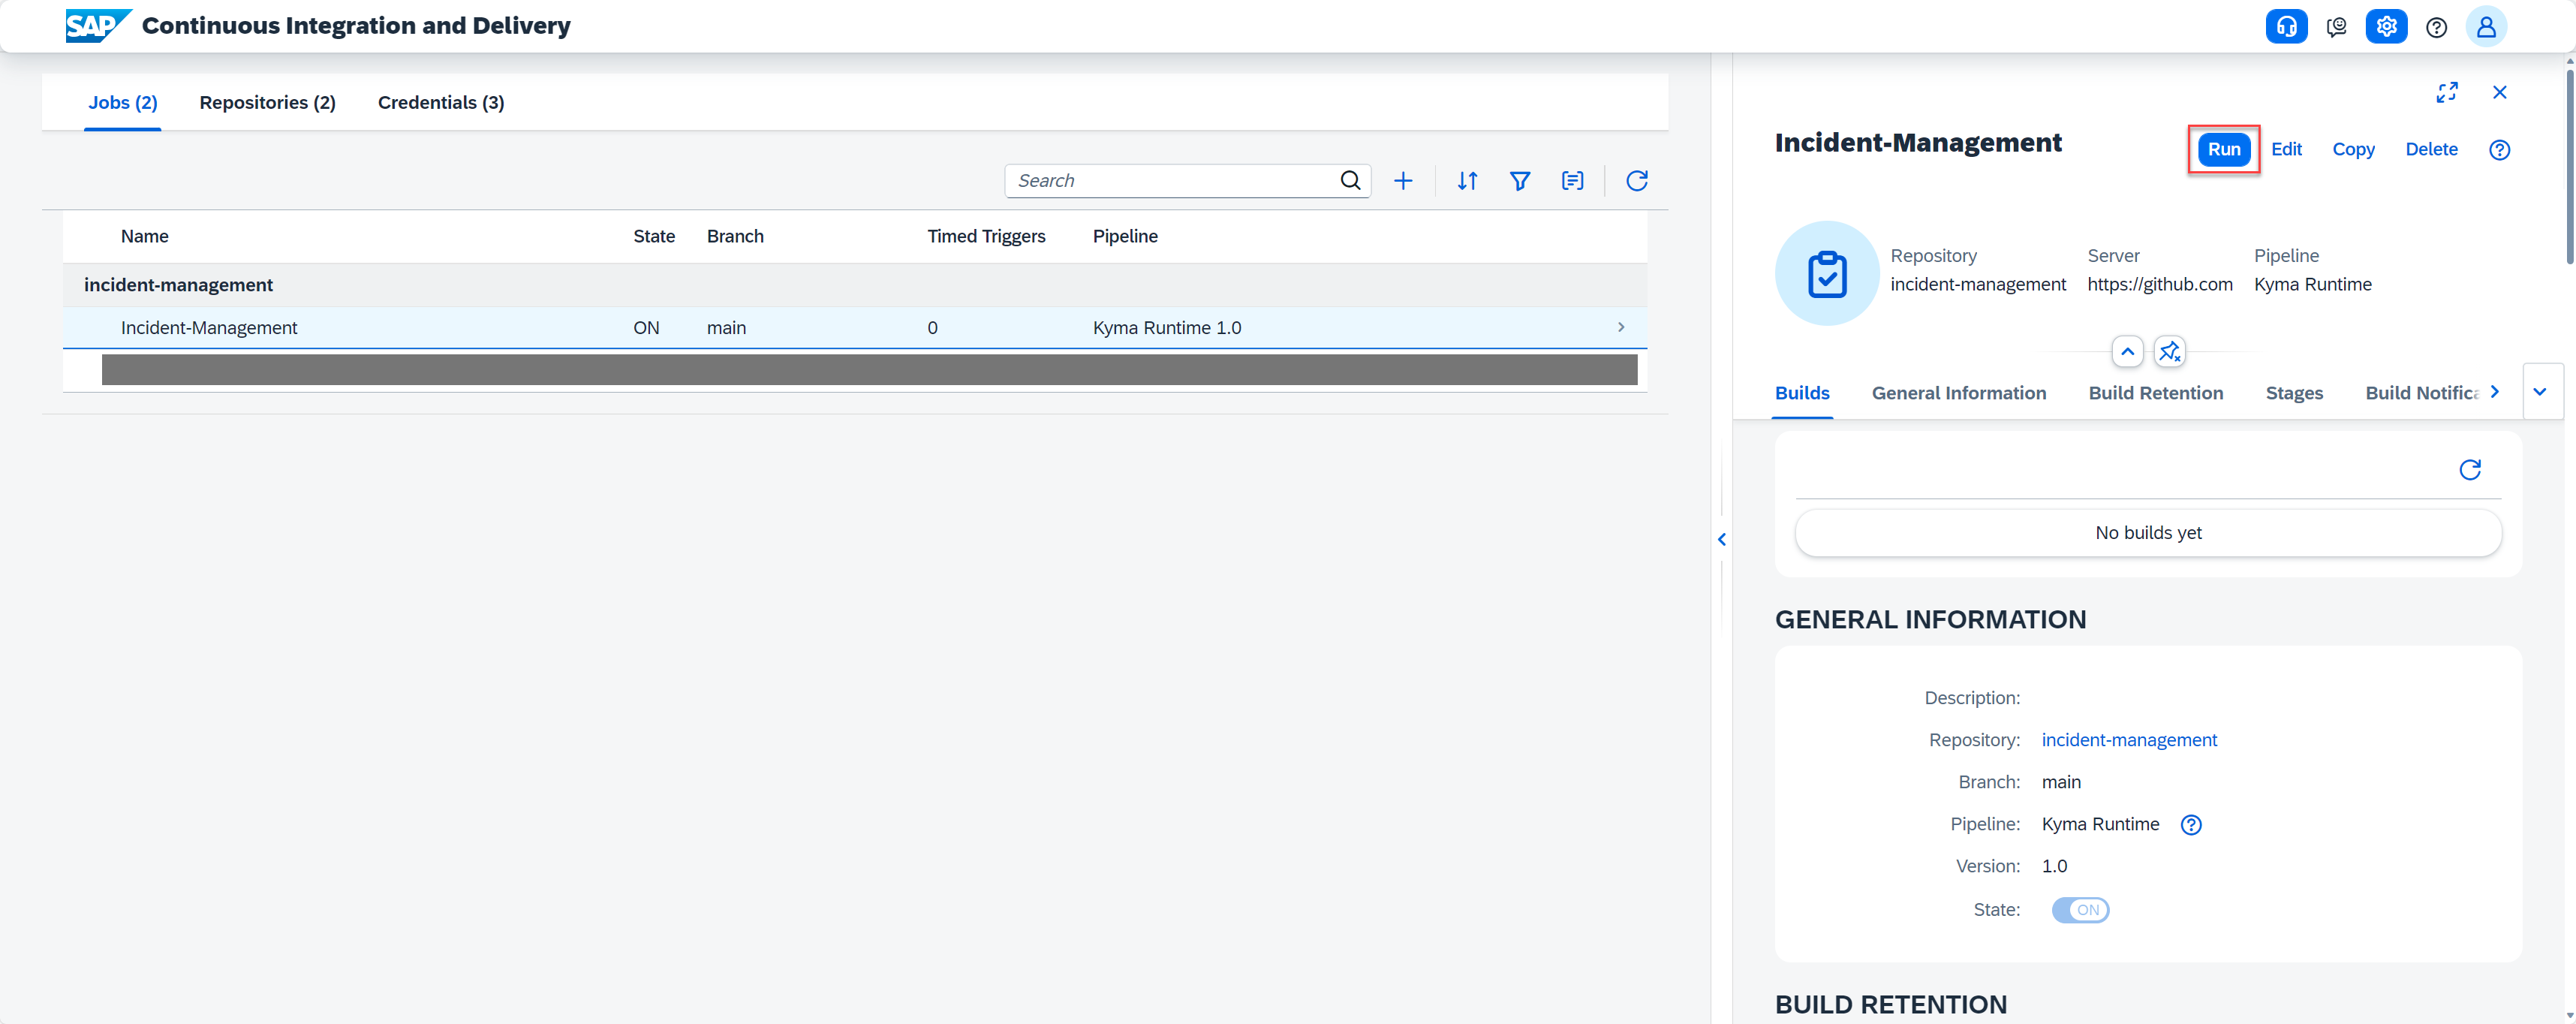 SAP Continuous Integration and Delivery
Jobs (2) Repositories (2) Credentials (3)
Search
Name State Branch Timed Triggers Pipeline
incident-management
Incident-Management ON main 0 Kyma Runtime 1.0
Incident-Management
Run Edit Copy Delete
Repository Server Pipeline
incident-management https://github.com Kyma Runtime
Builds General Information Build Retention Stages Build Notifica
No builds yet
GENERAL INFORMATION
Description:
Repository: incident-management
Branch: main
Pipeline: Kyma Runtime
Version: 1.0
State: ON
BUILD RETENTION